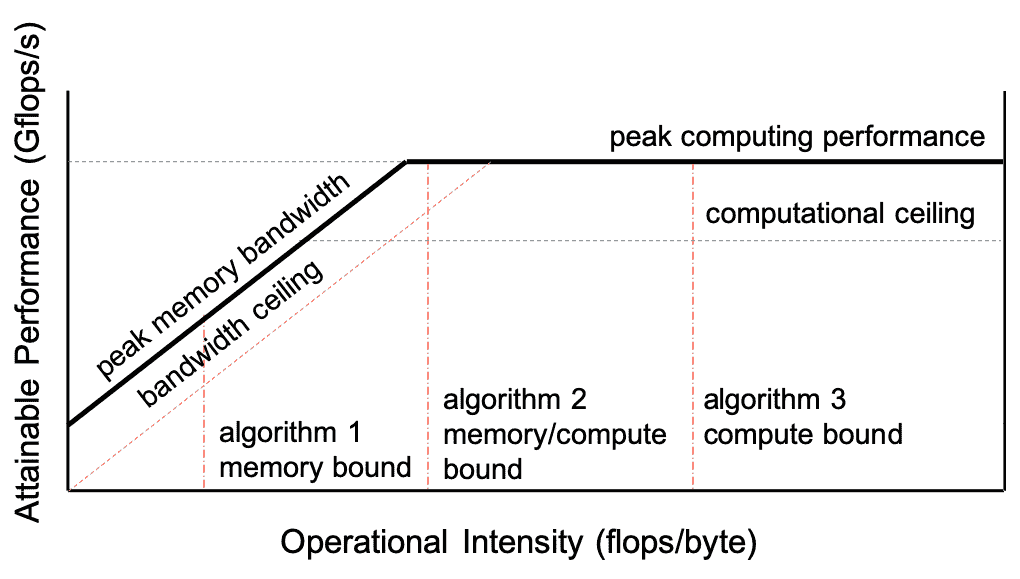 Attainable Performance (Gflops/s)
peak computing performance
peak memory bandwidth
computational ceiling
bandwidth ceiling
algorithm 1
memory bound
algorithm 2
memory/compute
bound
algorithm 3
compute bound
Operational Intensity (flops/byte)